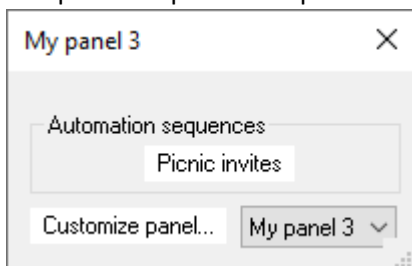 My panel 3
Automation sequences
Picnic invites
Customize panel... My panel 3